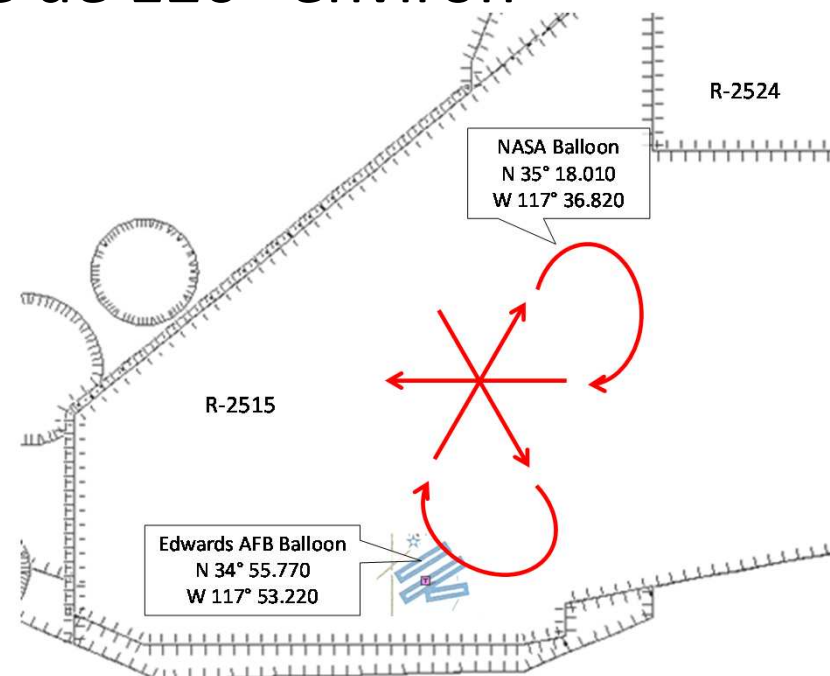 environ
R-2524
NASA Balloon
N 35° 18.010
W 117° 36.820
R-2515
Edwards AFB Balloon
N 34° 55.770
W 117° 53.220